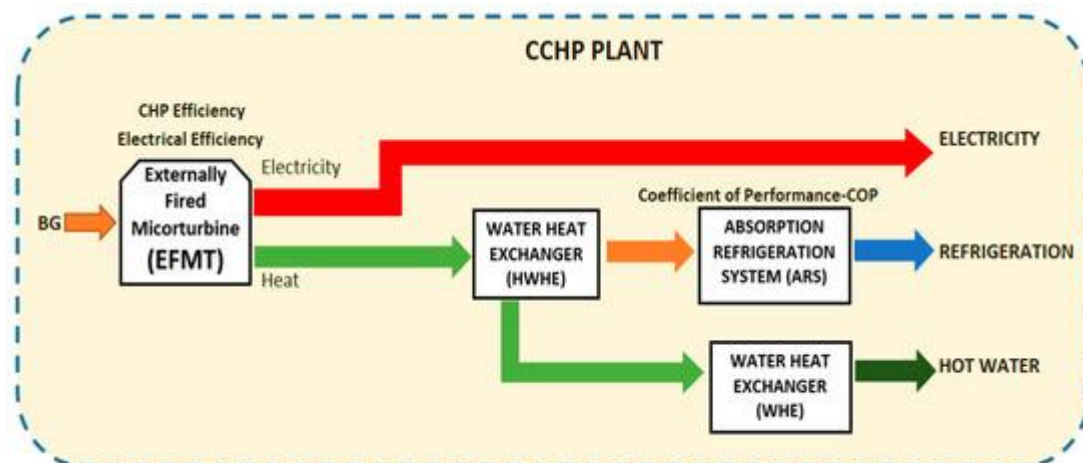 CCHP PLANT
CHP Efficiency
Electrical Efficiency
Externally
Fired
Micorturbine
(EFMT)
BG
Electricity
Heat
ELECTRICITY
WATER HEAT
EXCHANGER
(HWHE)
Coefficient of Performance-COP
ABSORPTION
REFRIGERATION
SYSTEM (ARS)
REFRIGERATION
WATER HEAT
EXCHANGER
(WHE)
HOT WATER